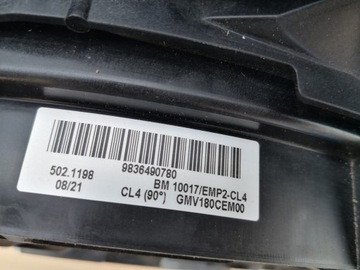 9836490780
502.1198 BM 10017/EMP2-CL4
08/21 CL4 (90°) GMV180CEM00